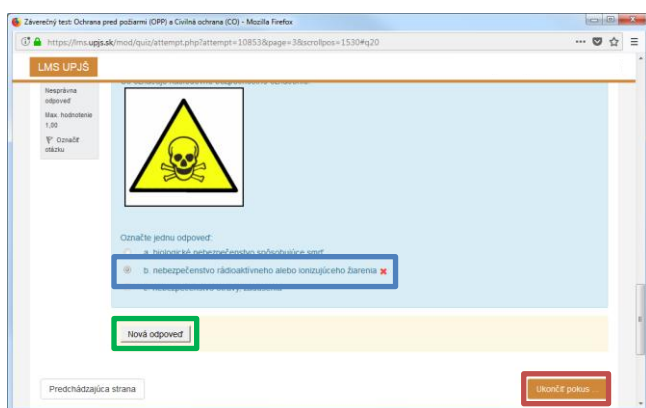 Záverečný test: Ochrana pred požiarmi (OPP) a Civilná ochrana (CO) - Mozilla Firefox
https://lms.upjs.sk/mod/quiz/attempt.php?attempt=10853&page=3&scrollpos=1530#q20
LMS UPJŠ
Nesprávna
odpoveď
Max. hodnotenie
1,00
Označiť
otázku
Označte jednu odpoveď:
a. biologické nebezpečenstvo spôsobujúce smrť
b. nebezpečenstvo rádioaktívneho alebo ionizujúceho žiarenia
Nová odpoveď
Predchádzajúca strana
Ukončiť pokus ...